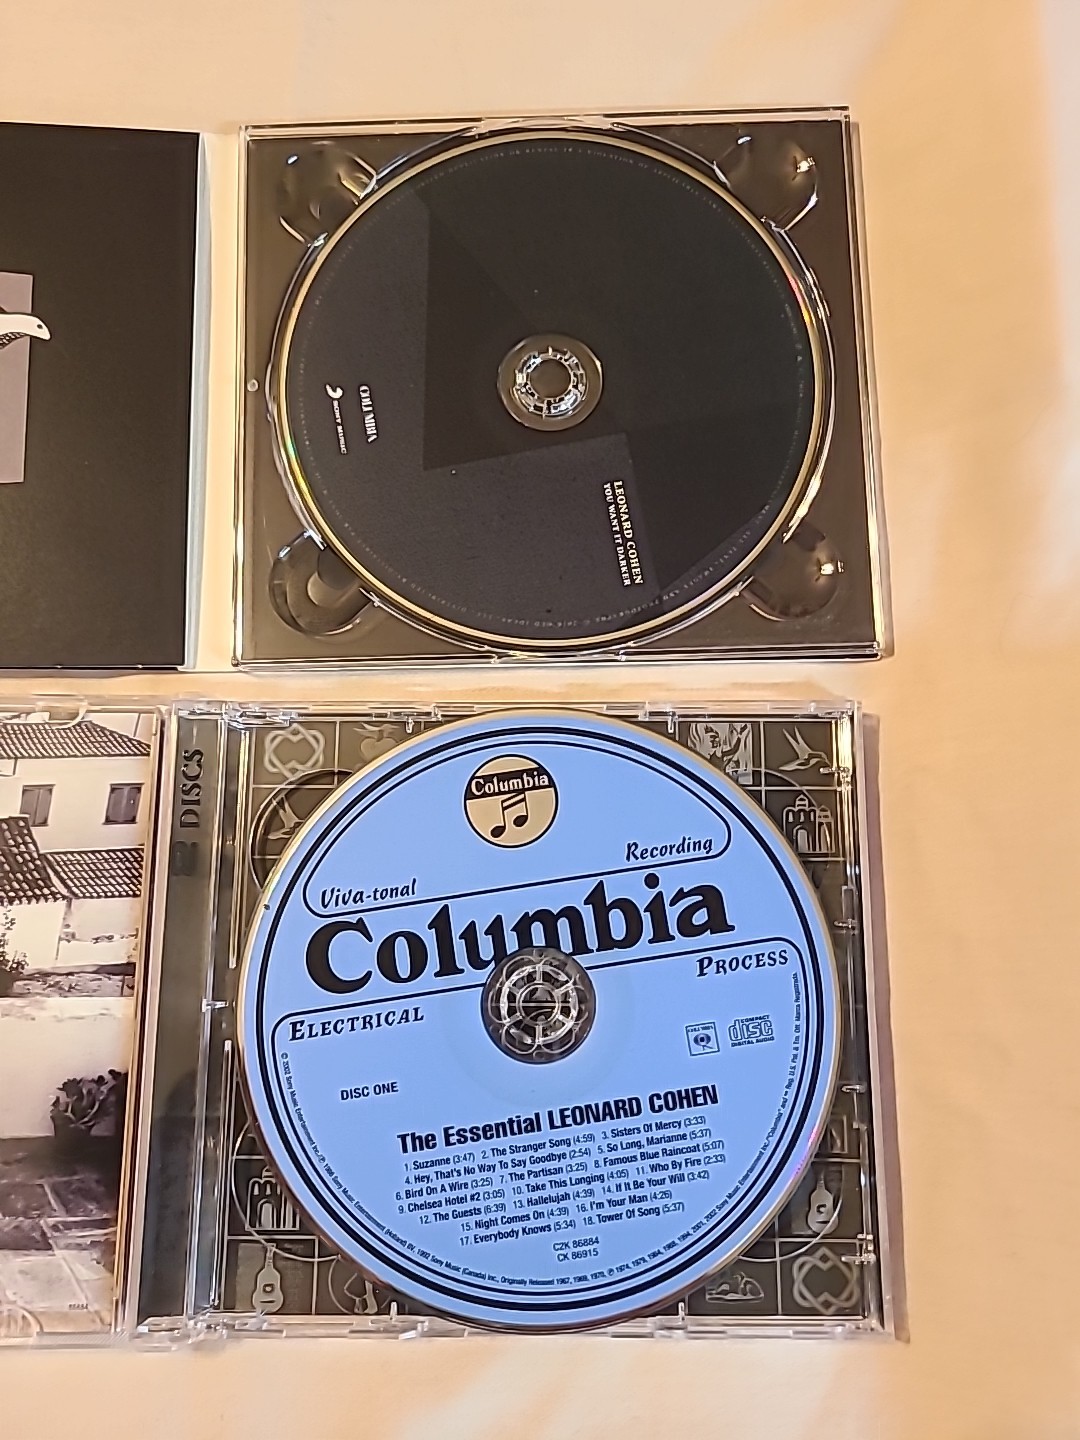 COLUMBIA
SONY MUSIC
LEONARD COHEN
YOU WANT IT DARKER
2 DISCS
Columbia
Viva-tonal Recording
Columbia
ELECTRICAL PROCESS
COMPACT
disc
DIGITAL AUDIO
DISC ONE
The Essential LEONARD COHEN
1. Suzanne (3:47) 2. The Stranger Song (4:59) 3. Sisters Of Mercy (3:33)
4. Hey, That's No Way To Say Goodbye (2:54) 5. So Long, Marianne (5:37)
6. Bird On A Wire (3:25) 7. The Partisan (3:25) 8. Famous Blue Raincoat (5:07)
9. Chelsea Hotel #2 (3:05) 10. Take This Longing (4:05) 11. Who By Fire (2:33)
12. The Guests (6:39) 13. Hallelujah (4:39) 14. If It Be Your Will (3:42)
15. Night Comes On (4:39) 16. I'm Your Man (4:26)
17. Everybody Knows (5:34) 18. Tower Of Song (5:37)
C2K 86884
CK 86915